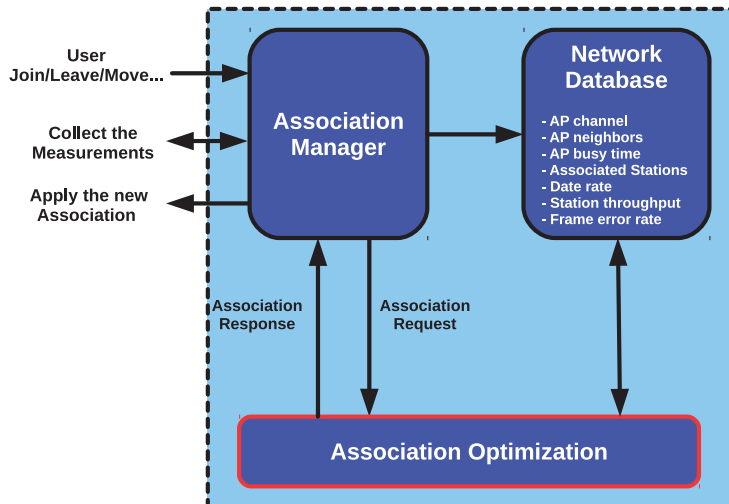 User
Join/Leave/Move...
Collect the
Measurements
Apply the new
Association
Association
Manager
Network
Database
- AP channel
- AP neighbors
- AP busy time
- Associated Stations
- Date rate
- Station throughput
- Frame error rate
Association
Response
Association
Request
Association Optimization